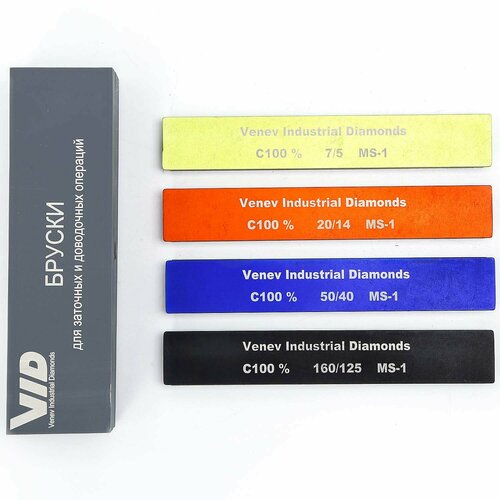 БРУСКИ
для заточных и доводочных операций
VID
Venev Industrial Diamonds
Venev Industrial Diamonds
C100 % 7/5 MS-1
Venev Industrial Diamonds
C100 % 20/14 MS-1
Venev Industrial Diamonds
C100 % 50/40 MS-1
Venev Industrial Diamonds
C100 % 160/125 MS-1